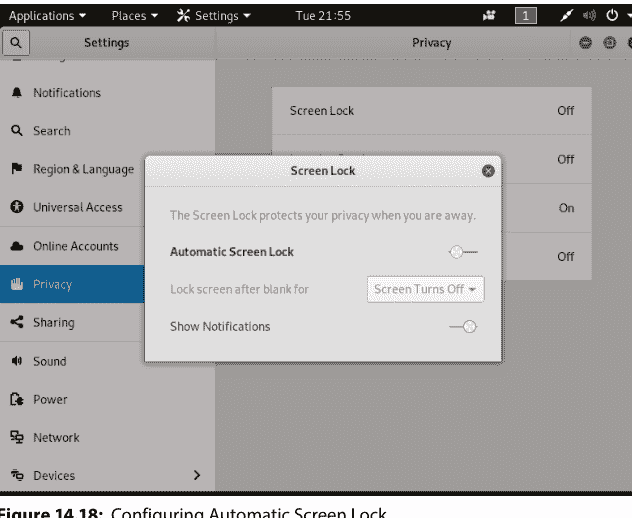 Applications Places Settings Tue 21:55 1
Settings Privacy
Notifications
Search
Region & Language
Universal Access
Online Accounts
Privacy
Sharing
Sound
Power
Network
Devices
Screen Lock Off
Off
On
Off
Screen Lock
The Screen Lock protects your privacy when you are away.
Automatic Screen Lock
Lock screen after blank for Screen Turns Off
Show Notifications
Figure 14.18: Configuring Automatic Screen Lock